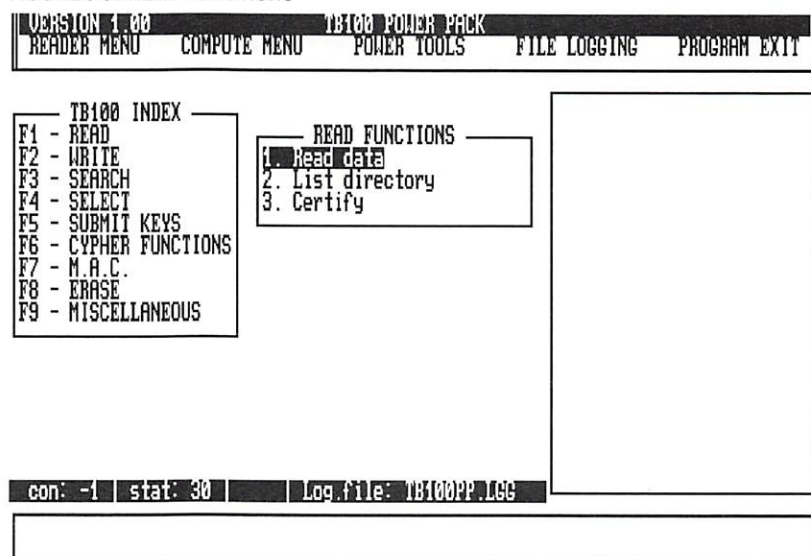 VERSION 1.00 TB100 POWER PACK
READER MENU COMPUTE MENU POWER TOOLS FILE LOGGING PROGRAM EXIT
TB100 INDEX
F1 - READ
F2 - WRITE
F3 - SEARCH
F4 - SELECT
F5 - SUBMIT KEYS
F6 - CYPHER FUNCTIONS
F7 - M.A.C.
F8 - ERASE
F9 - MISCELLANEOUS
READ FUNCTIONS
1. Read data
2. List directory
3. Certify
con: -1 | stat: 30 | | Log.file: TB100PP.LGG